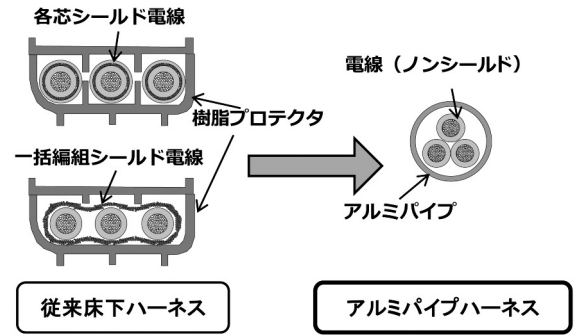 各芯シールド電線
樹脂プロテクタ
一括編組シールド電線
従来床下ハーネス
電線（ノンシールド）
アルミパイプ
アルミパイプハーネス